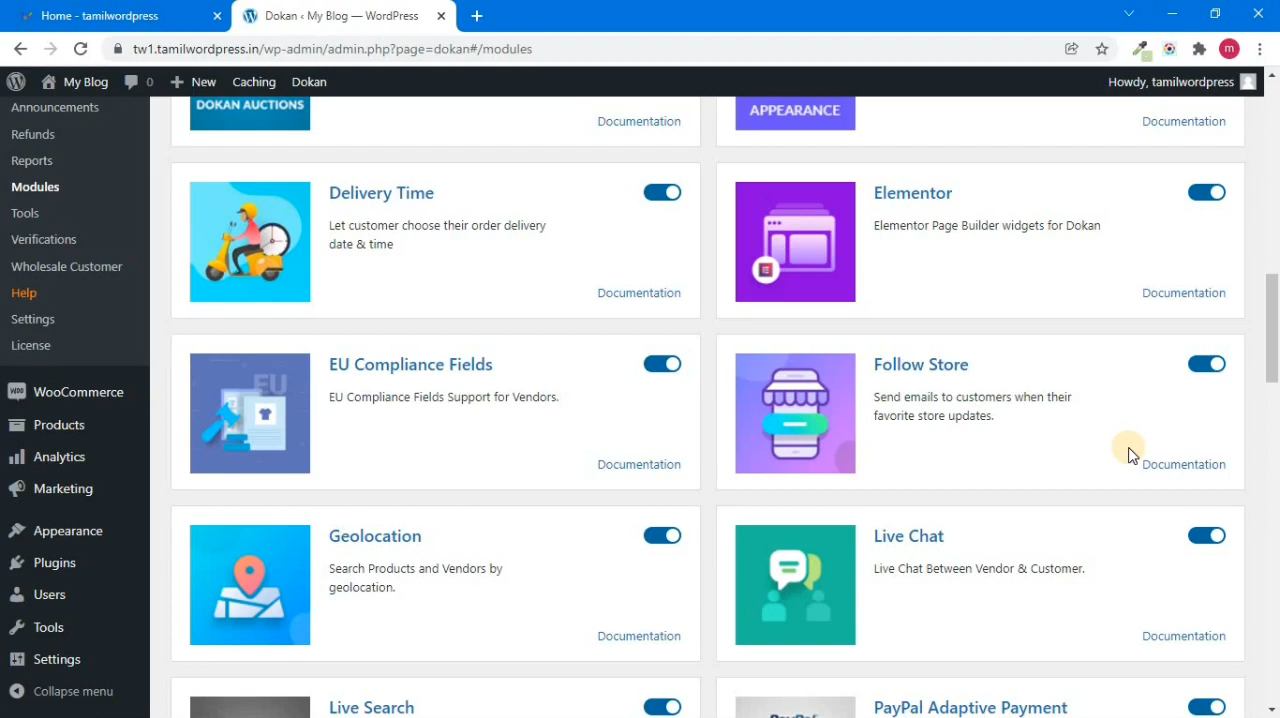 Home - tamilwordpress
Dokan ‹ My Blog — WordPress
tw1.tamilwordpress.in/wp-admin/admin.php?page=dokan#/modules
m
My Blog
0
New
Caching
Dokan
Howdy, tamilwordpress
Announcements
Refunds
Reports
Modules
Tools
Verifications
Wholesale Customer
Help
Settings
License
WooCommerce
Products
Analytics
Marketing
Appearance
Plugins
Users
Tools
Settings
Collapse menu
DOKAN AUCTIONS
Documentation
APPEARANCE
Documentation
Delivery Time
Let customer choose their order delivery
date & time
Documentation
Elementor
Elementor Page Builder widgets for Dokan
Documentation
EU
EU Compliance Fields
EU Compliance Fields Support for Vendors.
Documentation
Follow Store
Send emails to customers when their
favorite store updates.
Documentation
Geolocation
Search Products and Vendors by
geolocation.
Documentation
Live Chat
Live Chat Between Vendor & Customer.
Documentation
Live Search
PayPal Adaptive Payment